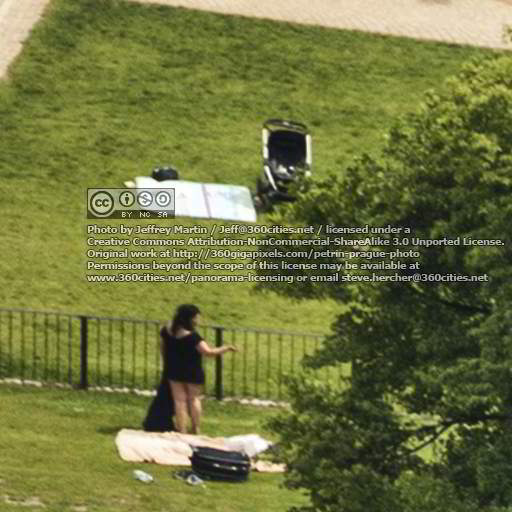 cc
BY NC SA
Photo by Jeffrey Martin / Jeff@360cities.net / licensed under a
Creative Commons Attribution-NonCommercial-ShareAlike 3.0 Unported License.
Original work at http://360gigapixels.com/petrin-prague-photo
Permissions beyond the scope of this license may be available at
www.360cities.net/panorama-licensing or email steve.hercher@360cities.net